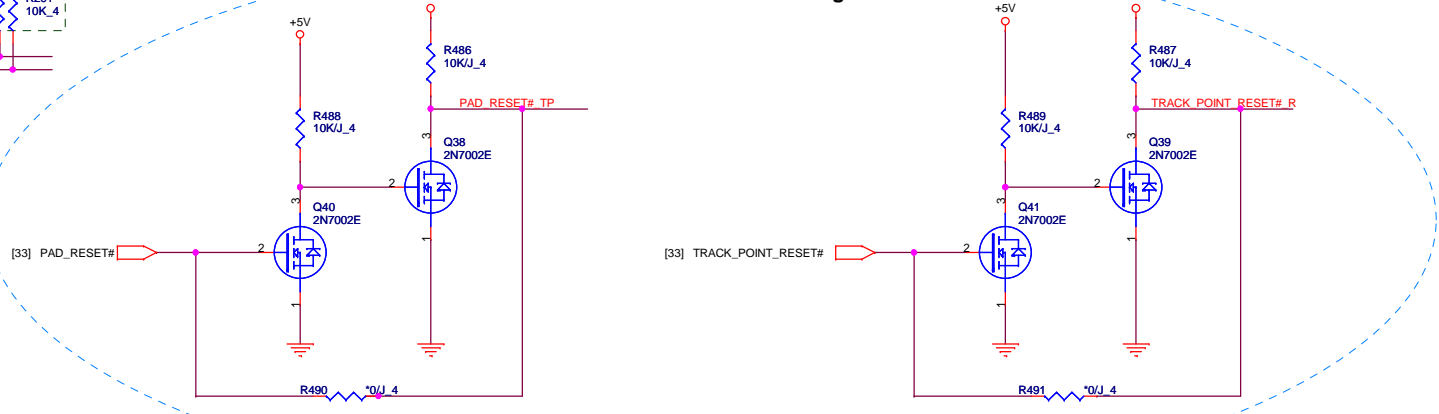 10K_4
+5V
R486
10K/J_4
PAD_RESET#_TP
R488
10K/J_4
3
Q38
2N7002E
2
3
Q40
2N7002E
1
[33] PAD_RESET#
2
1
R490
*0/J_4
+5V
R487
10K/J_4
TRACK_POINT_RESET#_R
R489
10K/J_4
3
Q39
2N7002E
2
3
Q41
2N7002E
1
[33] TRACK_POINT_RESET#
2
1
R491
*0/J_4